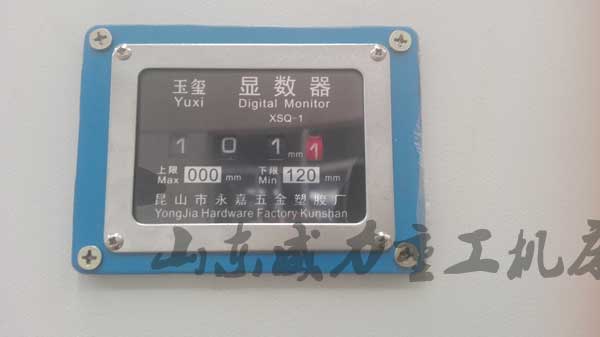 玉玺 显数器
Yuxi Digital Monitor
XSQ-1
1 0 1 mm 1
上限 000 mm 下限 120 mm
Max Min
昆山市永嘉五金塑胶厂
YongJia Hardware Factory Kunshan
山东威力重工机床